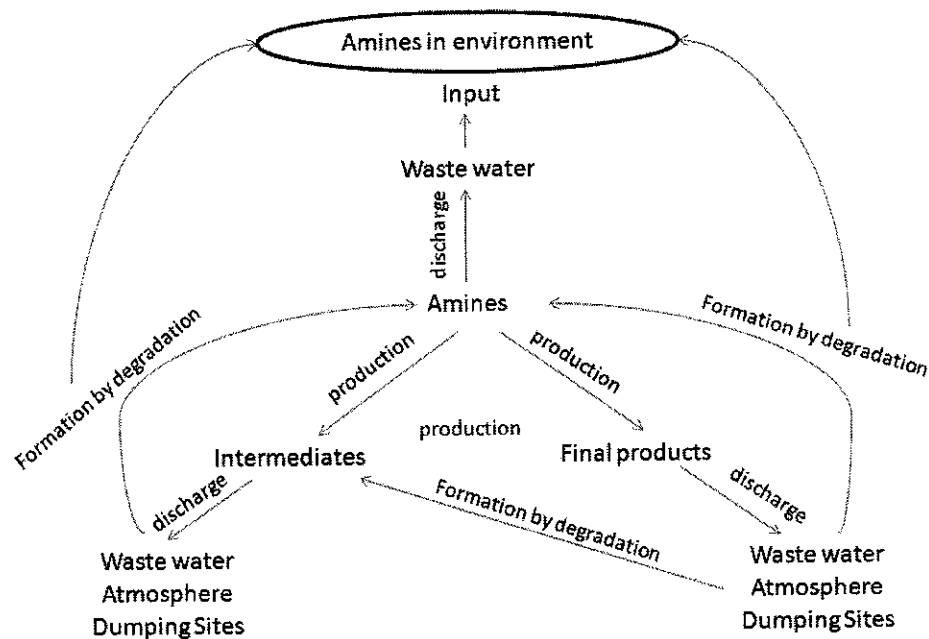 Amines in environment
Input
Waste water
discharge
Amines
Formation by degradation
Formation by degradation
production
production
production
Intermediates
Final products
discharge
Formation by degradation
discharge
Waste water
Atmosphere
Dumping Sites
Waste water
Atmosphere
Dumping Sites